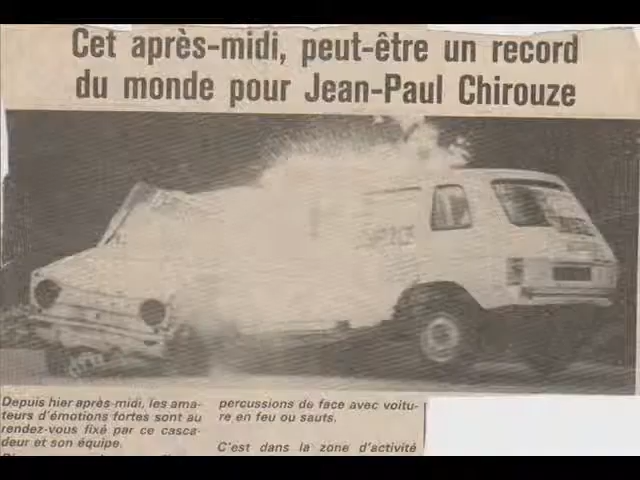 Cet après-midi, peut-être un record
du monde pour Jean-Paul Chirouze
Depuis hier après-midi, les ama-
teurs d'émotions fortes sont au
rendez-vous fixé par ce casca-
deur et son équipe.
percussions de face avec voitu-
re en feu ou sauts.
C'est dans la zone d'activité